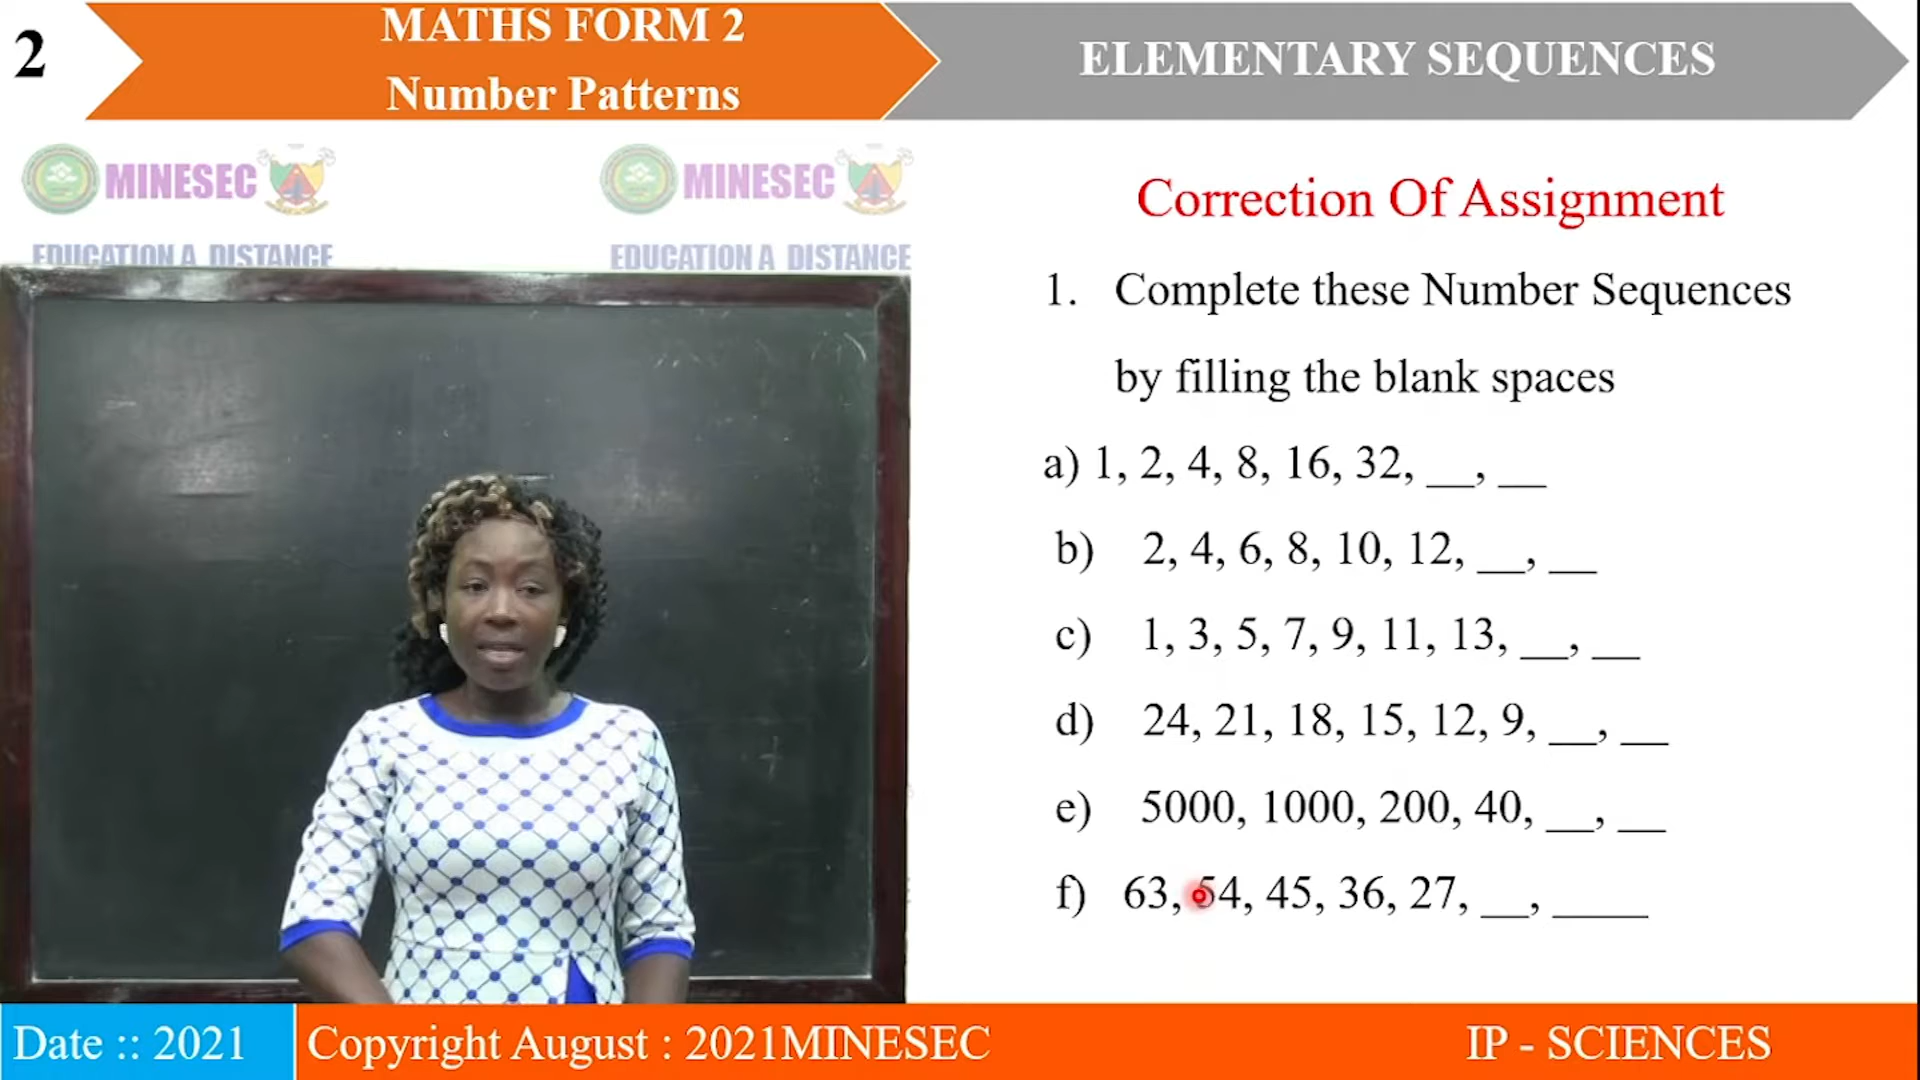 2
MATHS FORM 2
Number Patterns
ELEMENTARY SEQUENCES
MINESEC
MINESEC
EDUCATION A DISTANCE
EDUCATION A DISTANCE
Correction Of Assignment
1. Complete these Number Sequences
by filling the blank spaces
a) 1, 2, 4, 8, 16, 32, __, __
b) 2, 4, 6, 8, 10, 12, __, __
c) 1, 3, 5, 7, 9, 11, 13, __, __
d) 24, 21, 18, 15, 12, 9, __, __
e) 5000, 1000, 200, 40, __, __
f) 63, 54, 45, 36, 27, __, ____
Date :: 2021
Copyright August : 2021MINESEC
IP - SCIENCES